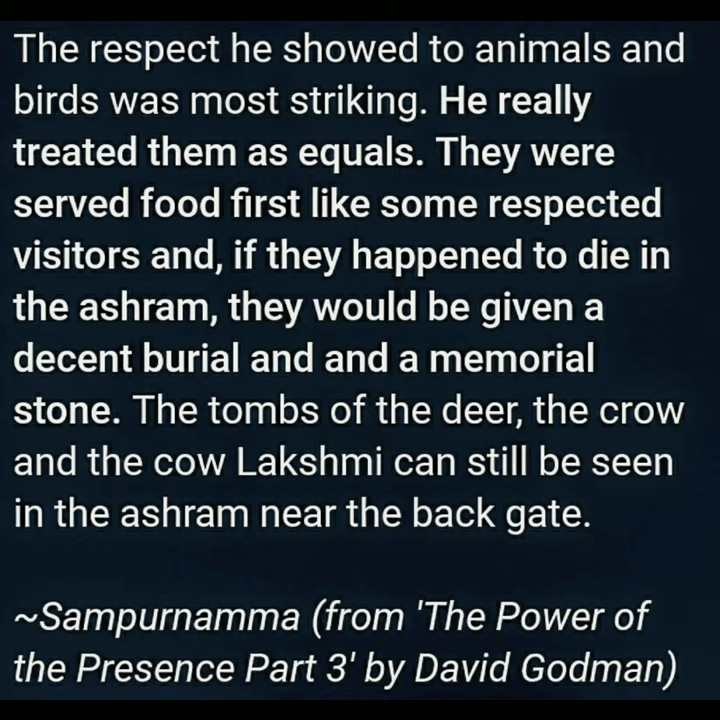 The respect he showed to animals and
birds was most striking. He really
treated them as equals. They were
served food first like some respected
visitors and, if they happened to die in
the ashram, they would be given a
decent burial and and a memorial
stone. The tombs of the deer, the crow
and the cow Lakshmi can still be seen
in the ashram near the back gate.
~Sampurnamma (from 'The Power of
the Presence Part 3' by David Godman)